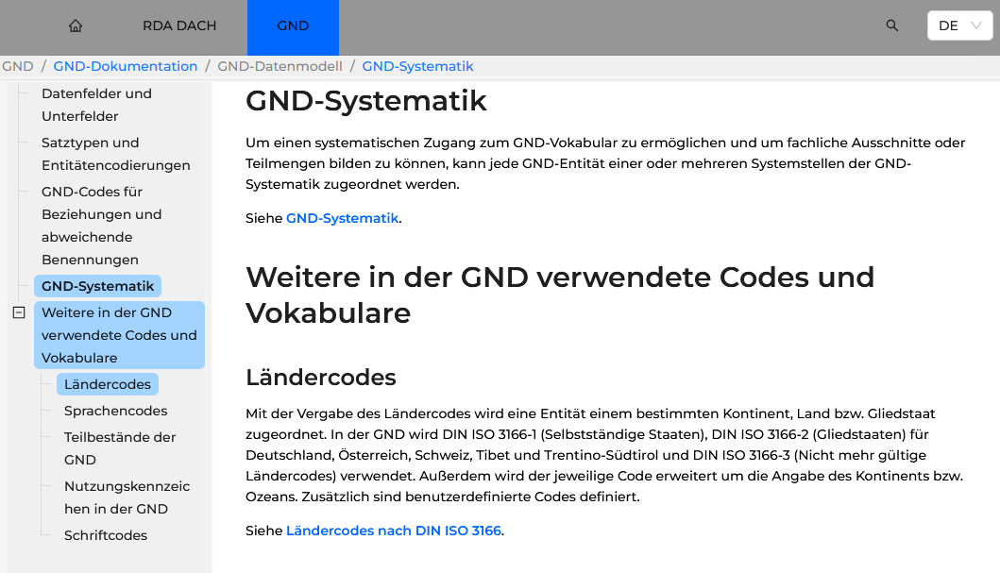 RDA DACH GND DE
GND / GND-Dokumentation / GND-Datenmodell / GND-Systematik
Datenfelder und
Unterfelder
Satztypen und
Entitätencodierungen
GND-Codes für
Beziehungen und
abweichende
Benennungen
GND-Systematik
Weitere in der GND
verwendete Codes und
Vokabulare
Ländercodes
Sprachencodes
Teilbestände der
GND
Nutzungskennzeic
hen in der GND
Schriftcodes
GND-Systematik
Um einen systematischen Zugang zum GND-Vokabular zu ermöglichen und um fachliche Ausschnitte oder
Teilmengen bilden zu können, kann jede GND-Entität einer oder mehreren Systemstellen der GND-
Systematik zugeordnet werden.
Siehe GND-Systematik.
Weitere in der GND verwendete Codes und
Vokabulare
Ländercodes
Mit der Vergabe des Ländercodes wird eine Entität einem bestimmten Kontinent, Land bzw. Gliedstaat
zugeordnet. In der GND wird DIN ISO 3166-1 (Selbstständige Staaten), DIN ISO 3166-2 (Gliedstaaten) für
Deutschland, Österreich, Schweiz, Tibet und Trentino-Südtirol und DIN ISO 3166-3 (Nicht mehr gültige
Ländercodes) verwendet. Außerdem wird der jeweilige Code erweitert um die Angabe des Kontinents bzw.
Ozeans. Zusätzlich sind benutzerdefinierte Codes definiert.
Siehe Ländercodes nach DIN ISO 3166.